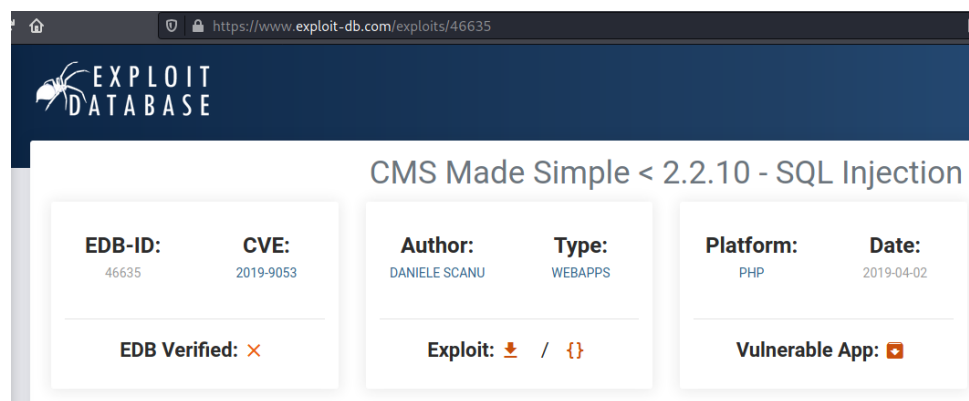 https://www.exploit-db.com/exploits/46635
EXPLOIT
DATABASE
CMS Made Simple < 2.2.10 - SQL Injection
EDB-ID: CVE:
46635 2019-9053
EDB Verified: ×
Author: Type:
DANIELE SCANU WEBAPPS
Exploit: / {}
Platform: Date:
PHP 2019-04-02
Vulnerable App: